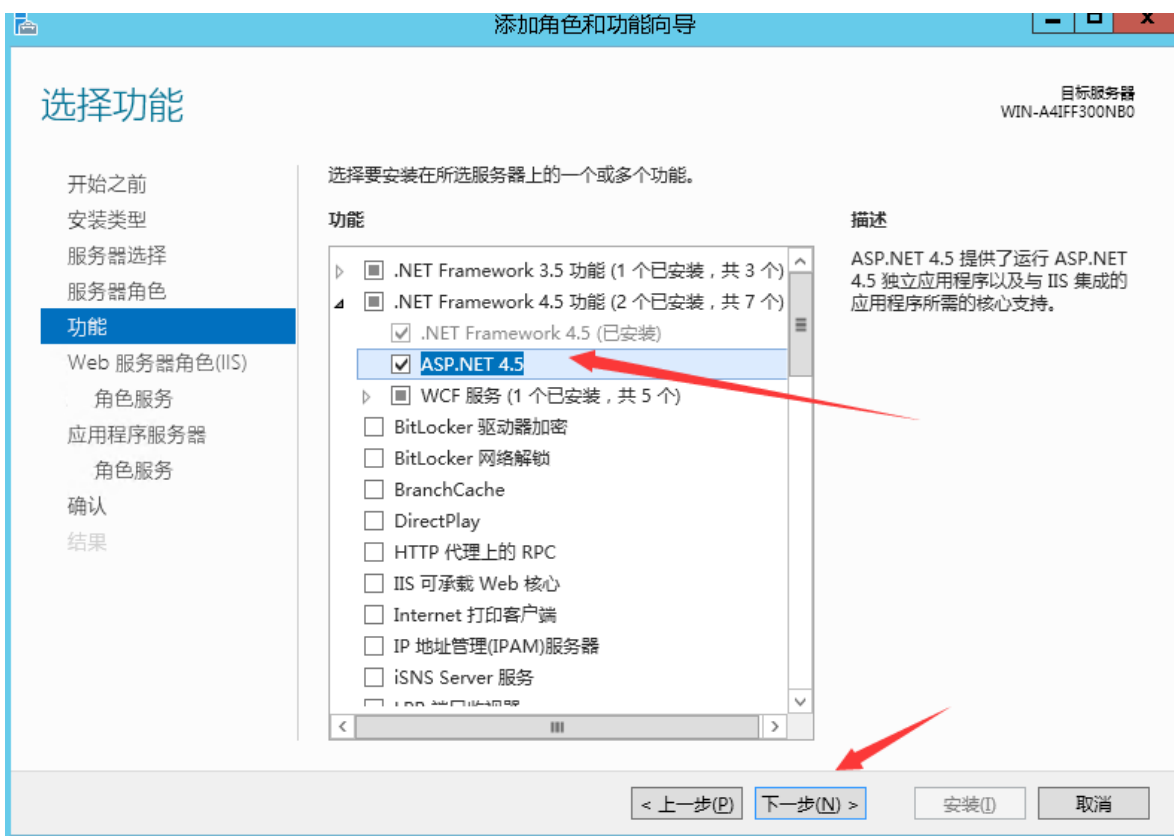 添加角色和功能向导
选择功能
目标服务器
WIN-A4IFF300NB0
开始之前
安装类型
服务器选择
服务器角色
功能
Web 服务器角色(IIS)
角色服务
应用程序服务器
角色服务
确认
结果
选择要安装在所选服务器上的一个或多个功能。
功能
.NET Framework 3.5 功能 (1 个已安装，共 3 个)
.NET Framework 4.5 功能 (2 个已安装，共 7 个)
.NET Framework 4.5 (已安装)
ASP.NET 4.5
WCF 服务 (1 个已安装，共 5 个)
BitLocker 驱动器加密
BitLocker 网络解锁
BranchCache
DirectPlay
HTTP 代理上的 RPC
IIS 可承载 Web 核心
Internet 打印客户端
IP 地址管理(IPAM)服务器
iSNS Server 服务
描述
ASP.NET 4.5 提供了运行 ASP.NET
4.5 独立应用程序以及与 IIS 集成的
应用程序所需的核心支持。
< 上一步(P)
下一步(N) >
安装(I)
取消